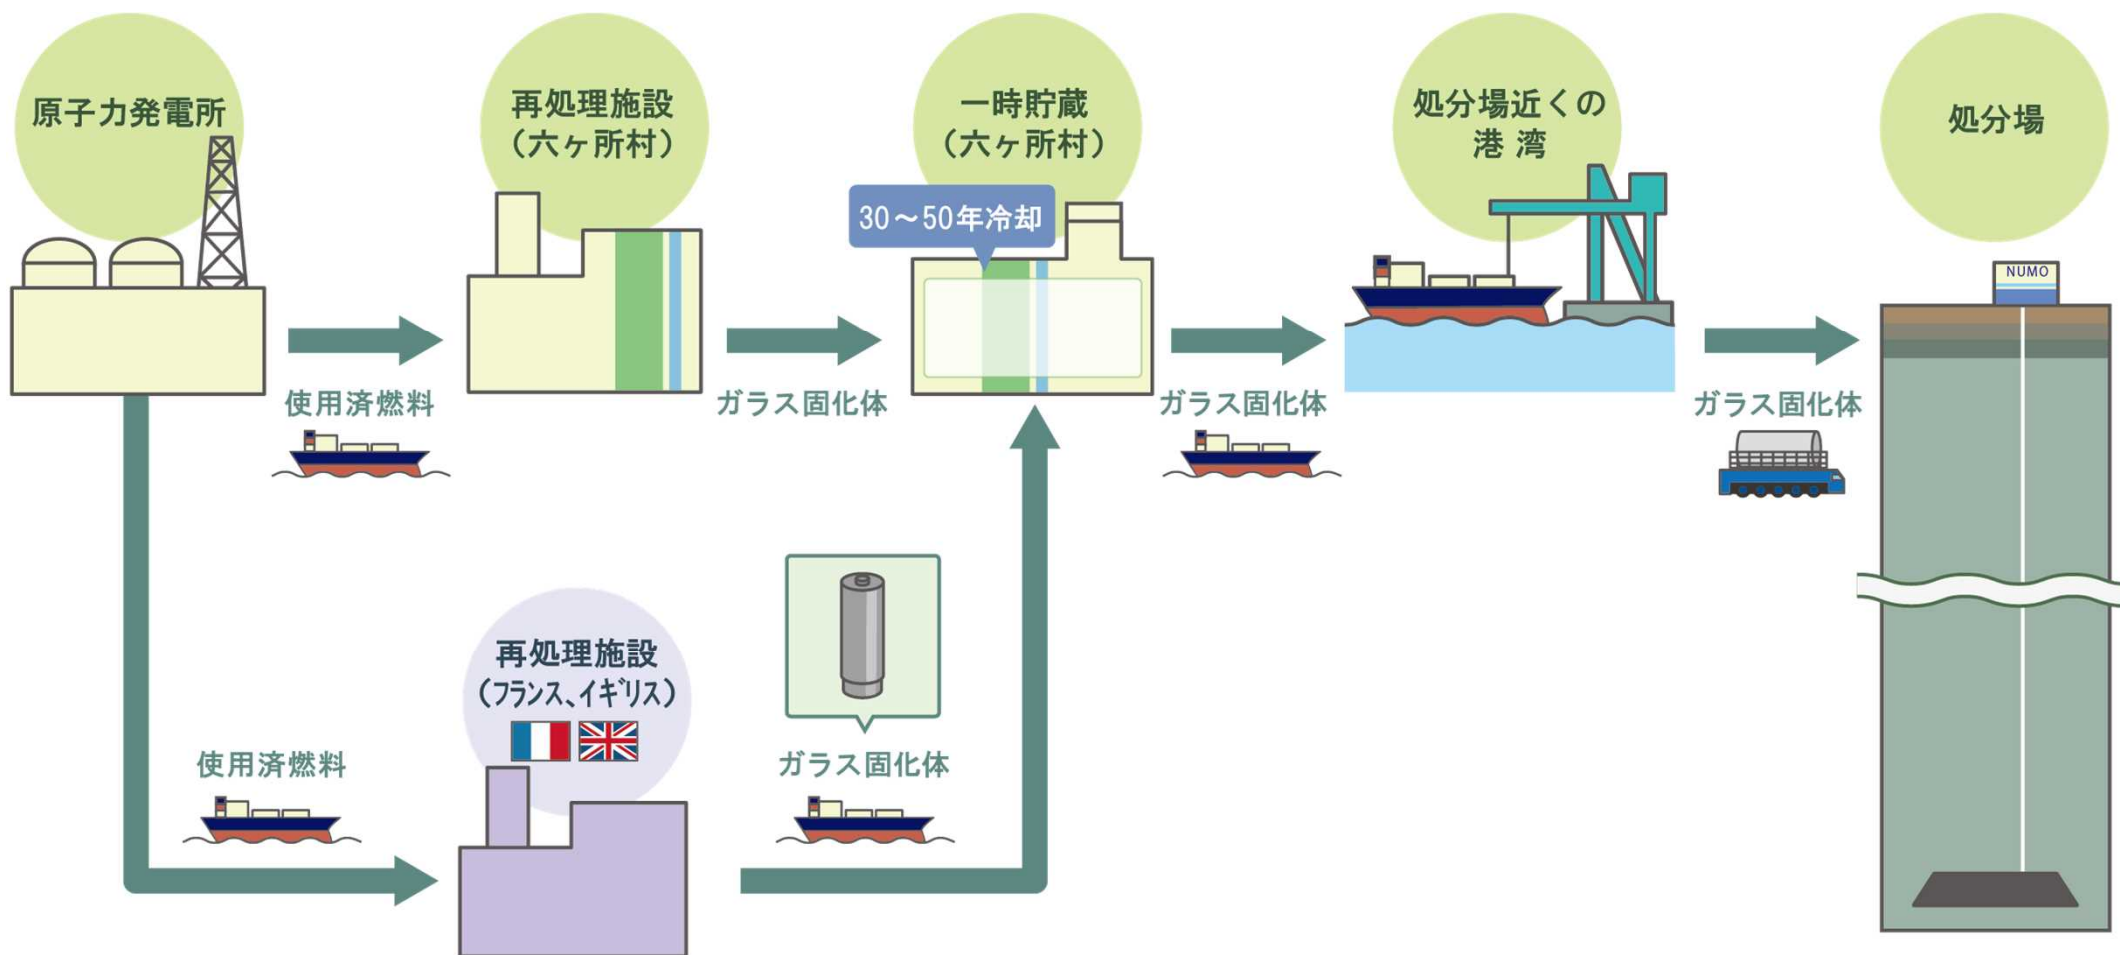 原子力発電所
再処理施設
(六ヶ所村)
一時貯蔵
(六ヶ所村)
30～50年冷却
処分場近くの
港 湾
処分場
NUMO
使用済燃料
ガラス固化体
ガラス固化体
ガラス固化体
再処理施設
(フランス、イギリス)
使用済燃料
ガラス固化体